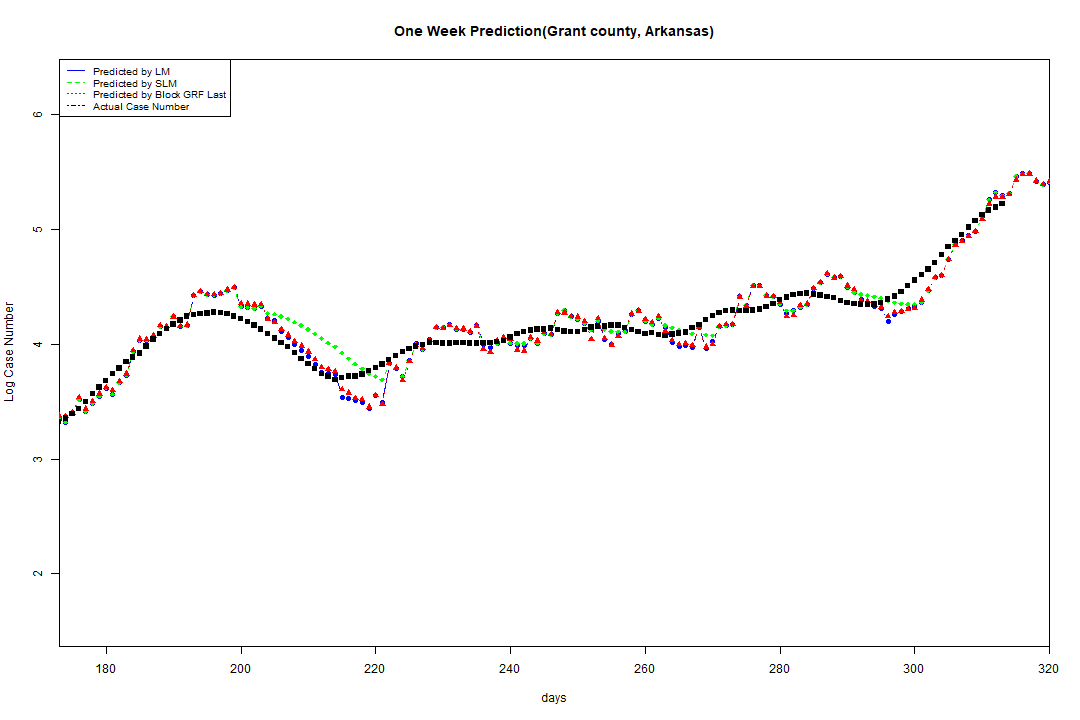 One Week Prediction(Grant county, Arkansas)
Predicted by LM
Predicted by SLM
Predicted by Block GRF Last
Actual Case Number
6
5
4
3
2
Log Case Number
180 200 220 240 260 280 300 320
days